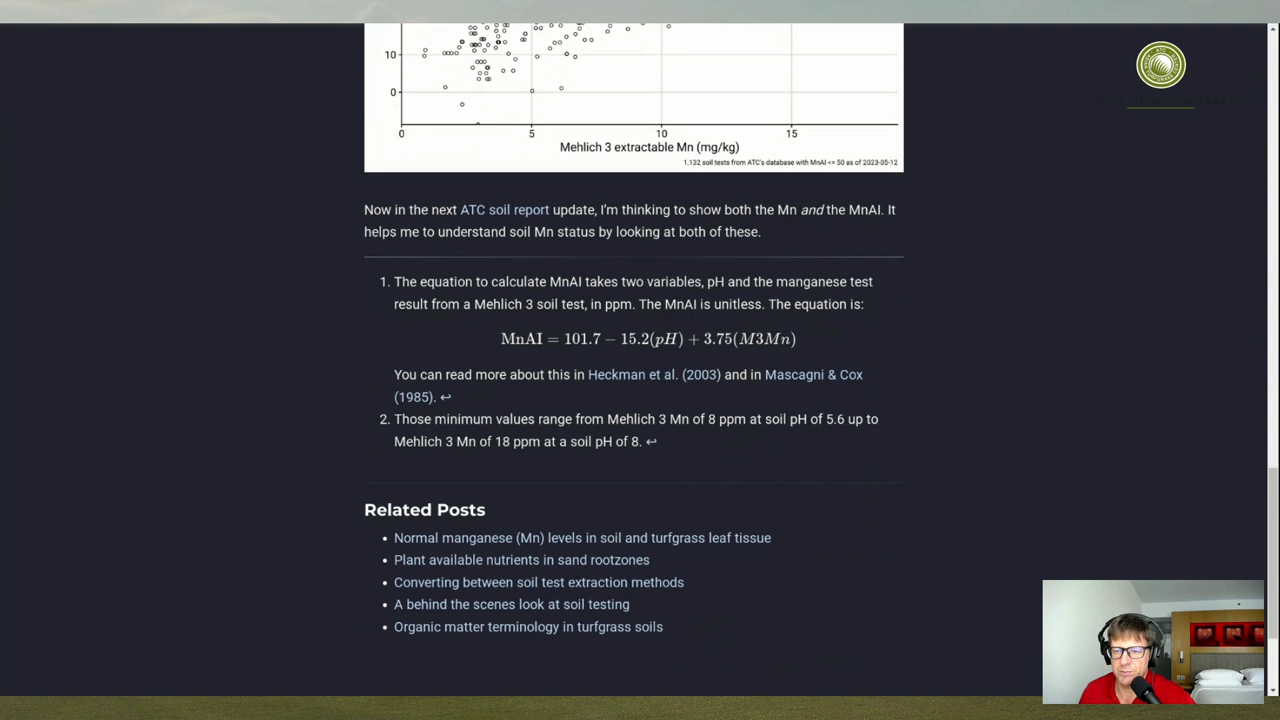 10
0
0
5
10
15
Mehlich 3 extractable Mn (mg/kg)
1,132 soil tests from ATC's database with MnAI <= 50 as of 2023-05-12
Now in the next ATC soil report update, I'm thinking to show both the Mn and the MnAI. It
helps me to understand soil Mn status by looking at both of these.
1. The equation to calculate MnAI takes two variables, pH and the manganese test
result from a Mehlich 3 soil test, in ppm. The MnAI is unitless. The equation is:
MnAI = 101.7 − 15.2(pH) + 3.75(M3Mn)
You can read more about this in Heckman et al. (2003) and in Mascagni & Cox
(1985). ↩
2. Those minimum values range from Mehlich 3 Mn of 8 ppm at soil pH of 5.6 up to
Mehlich 3 Mn of 18 ppm at a soil pH of 8. ↩
Related Posts
• Normal manganese (Mn) levels in soil and turfgrass leaf tissue
• Plant available nutrients in sand rootzones
• Converting between soil test extraction methods
• A behind the scenes look at soil testing
• Organic matter terminology in turfgrass soils